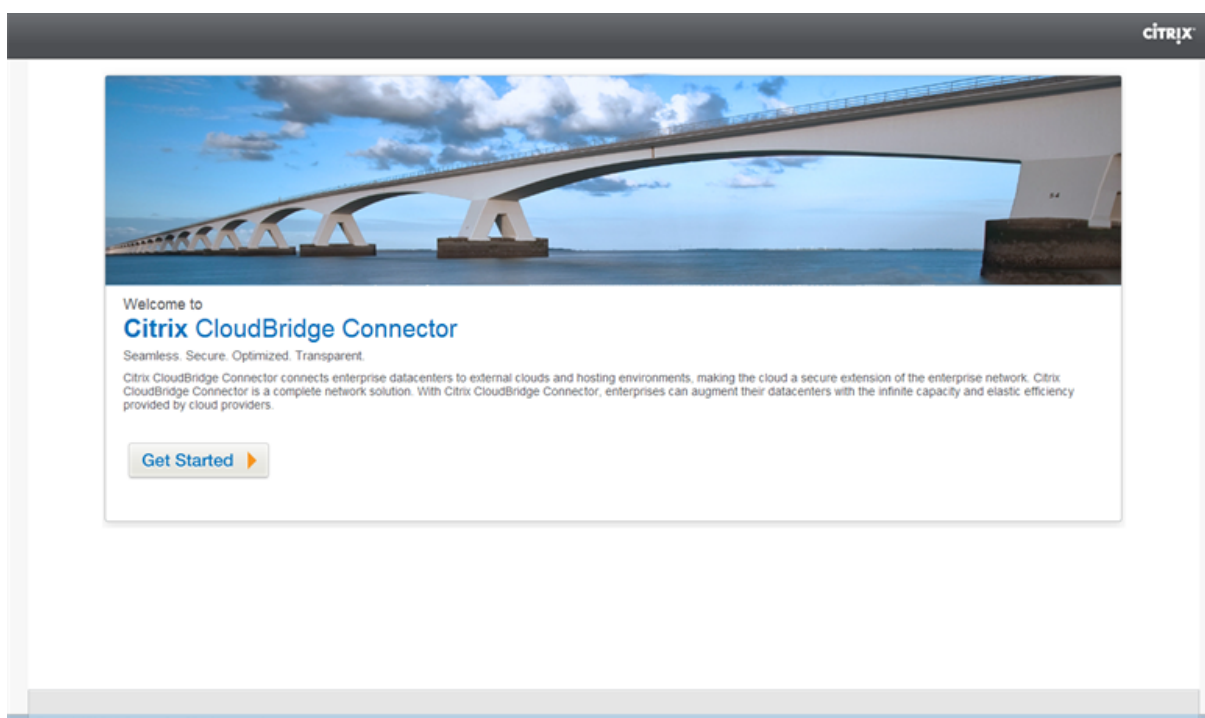 CİTRIX
Welcome to
Citrix CloudBridge Connector
Seamless. Secure. Optimized. Transparent.
Citrix CloudBridge Connector connects enterprise datacenters to external clouds and hosting environments, making the cloud a secure extension of the enterprise network. Citrix
CloudBridge Connector is a complete network solution. With Citrix CloudBridge Connector, enterprises can augment their datacenters with the infinite capacity and elastic efficiency
provided by cloud providers.
Get Started